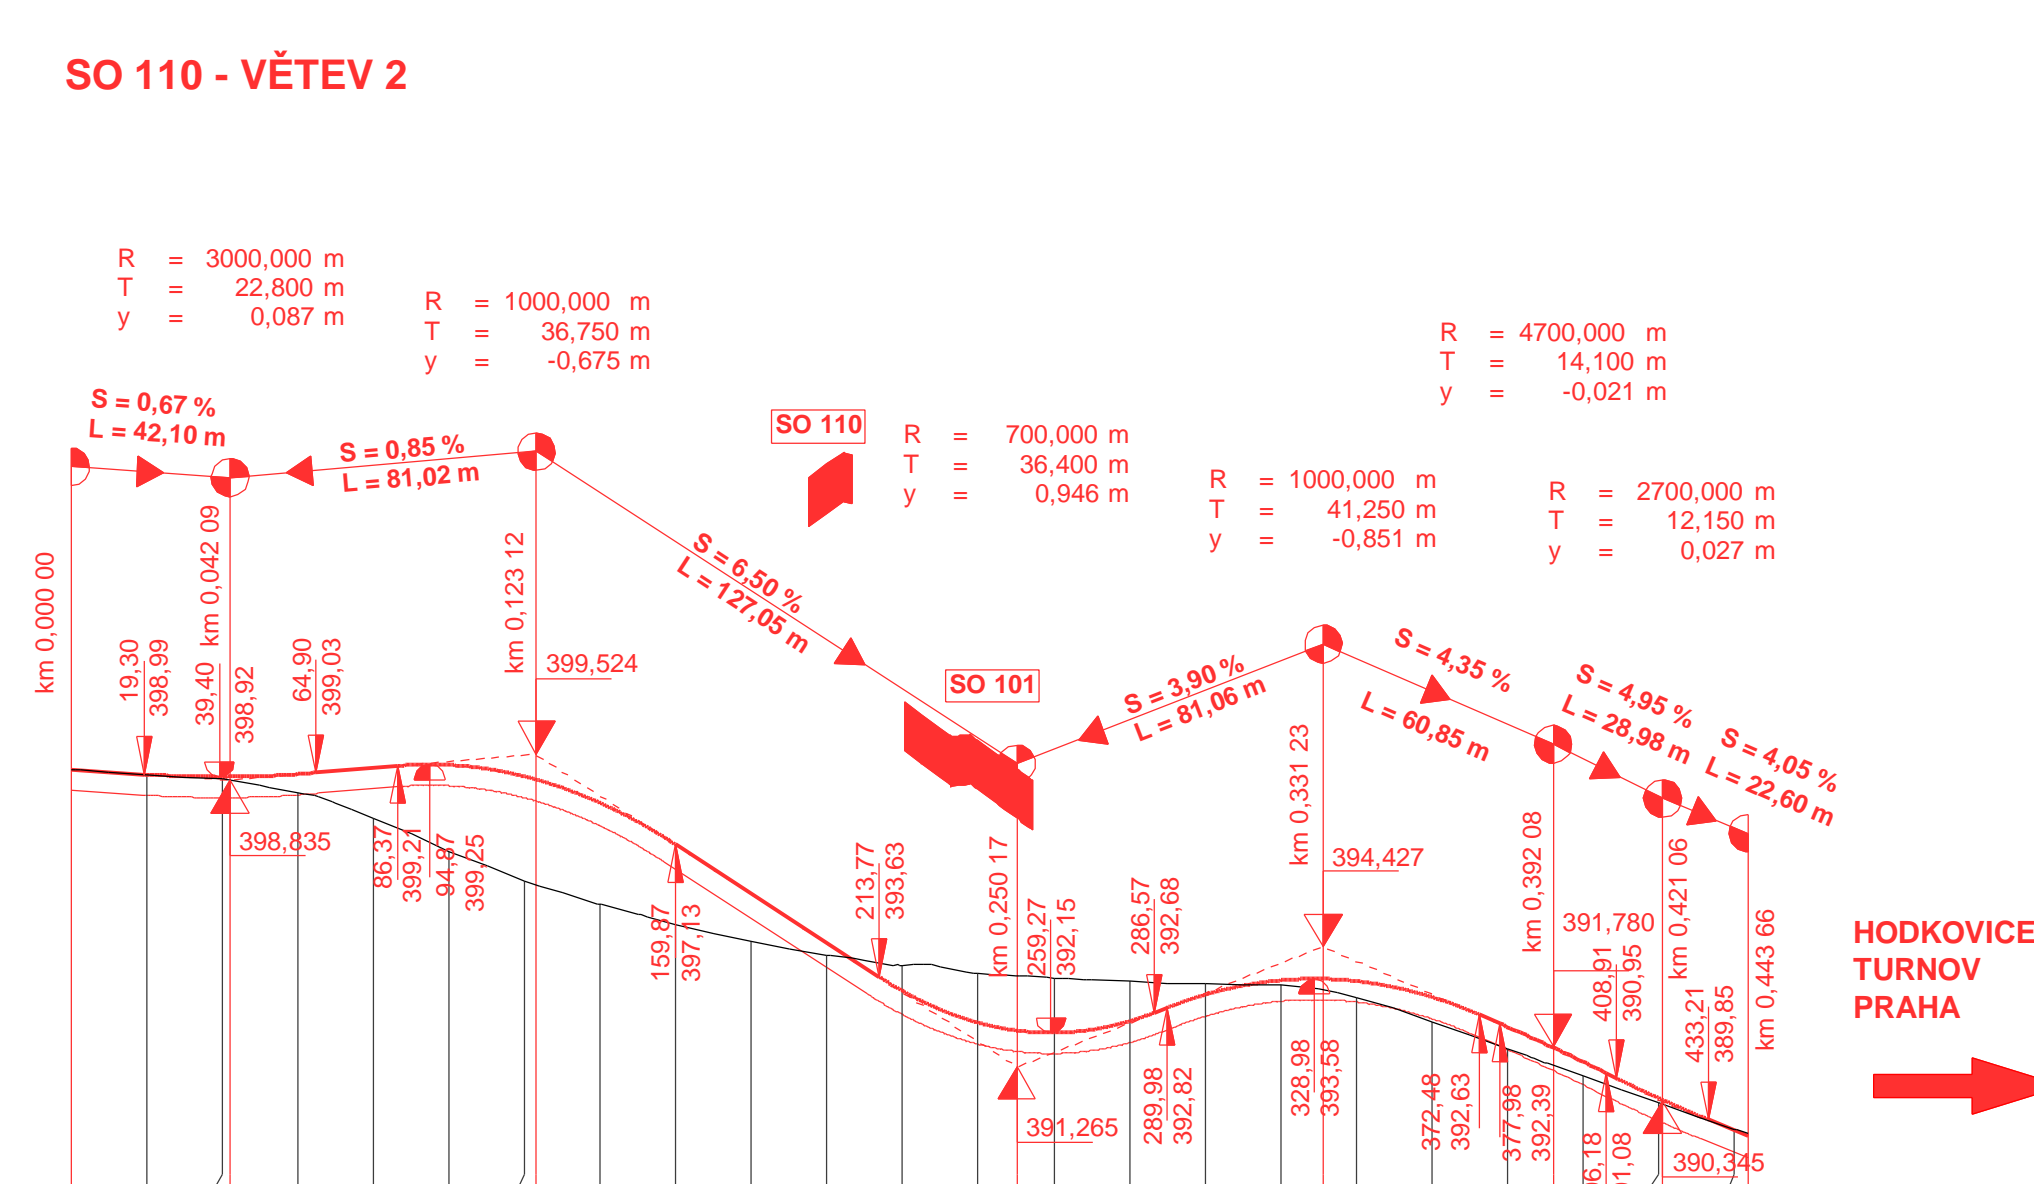 SO 110 - VĚTEV 2
R = 3000,000 m
T = 22,800 m
y = 0,087 m
R = 1000,000 m
T = 36,750 m
y = -0,675 m
R = 4700,000 m
T = 14,100 m
y = -0,021 m
S = 0,67 %
L = 42,10 m
S = 0,85 %
L = 81,02 m
SO 110
R = 700,000 m
T = 36,400 m
y = 0,946 m
R = 1000,000 m
T = 41,250 m
y = -0,851 m
R = 2700,000 m
T = 12,150 m
y = 0,027 m
S = 6,50 %
L = 127,05 m
SO 101
S = 3,90 %
L = 81,06 m
S = 4,35 %
L = 60,85 m
S = 4,95 %
L = 28,98 m
S = 4,05 %
L = 22,60 m
km 0,000 00
19,30
398,99
39,40
km 0,042 09
398,92
64,90
399,03
km 0,123 12
399,524
398,835
86,37
399,21
94,87
399,25
159,87
397,13
213,77
393,63
km 0,250 17
259,27
392,15
286,57
392,68
391,265
289,98
392,82
km 0,331 23
394,427
328,98
393,58
372,48
392,63
377,98
392,39
km 0,392 08
391,780
408,91
390,95
km 0,421 06
433,21
389,85
km 0,443 66
390,345
HODKOVICE
TURNOV
PRAHA